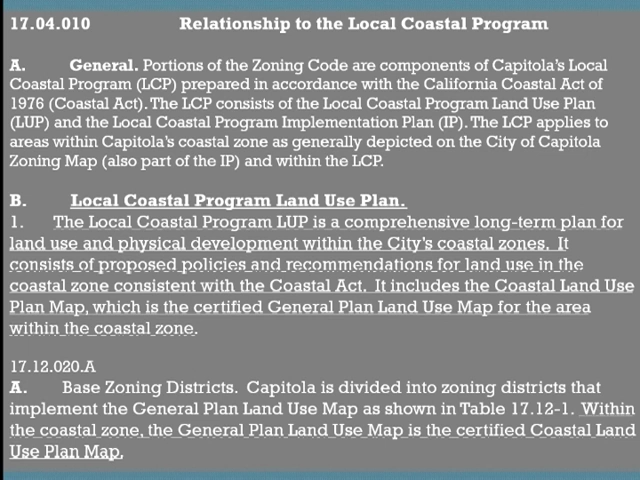 17.04.010 Relationship to the Local Coastal Program
A. General. Portions of the Zoning Code are components of Capitola's Local
Coastal Program (LCP) prepared in accordance with the California Coastal Act of
1976 (Coastal Act). The LCP consists of the Local Coastal Program Land Use Plan
(LUP) and the Local Coastal Program Implementation Plan (IP). The LCP applies to
areas within Capitola's coastal zone as generally depicted on the City of Capitola
Zoning Map (also part of the IP) and within the LCP.
B. Local Coastal Program Land Use Plan.
1. The Local Coastal Program LUP is a comprehensive long-term plan for
land use and physical development within the City's coastal zones. It
consists of proposed policies and recommendations for land use in the
coastal zone consistent with the Coastal Act. It includes the Coastal Land Use
Plan Map, which is the certified General Plan Land Use Map for the area
within the coastal zone.
17.12.020.A
A. Base Zoning Districts. Capitola is divided into zoning districts that
implement the General Plan Land Use Map as shown in Table 17.12-1. Within
the coastal zone, the General Plan Land Use Map is the certified Coastal Land
Use Plan Map.